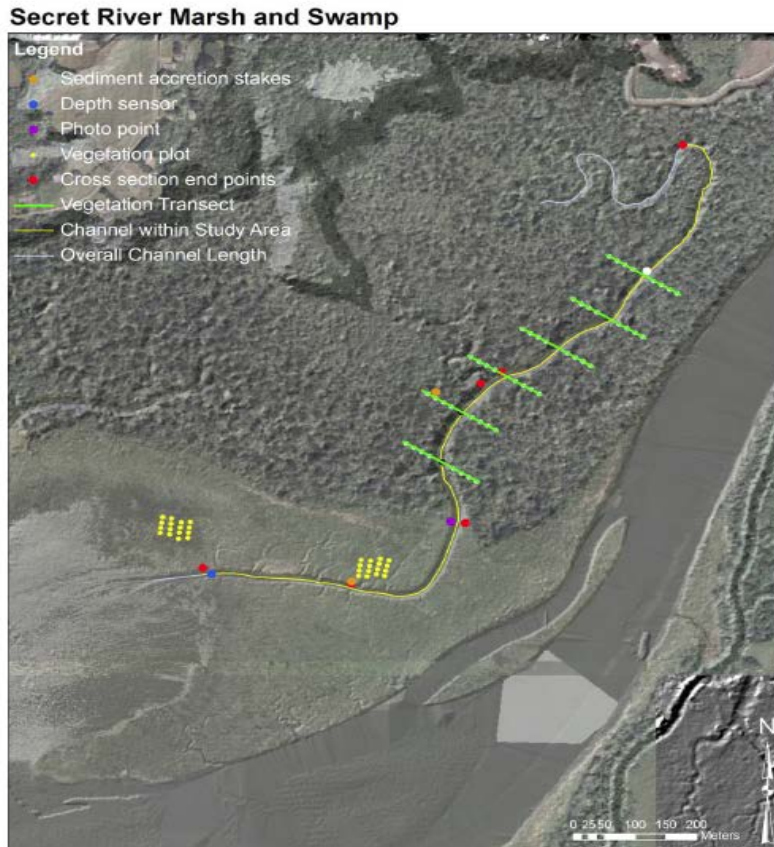 Secret River Marsh and Swamp
Legend
Sediment accretion stakes
Depth sensor
Photo point
Vegetation plot
Cross section end points
Vegetation Transect
Channel within Study Area
Overall Channel Length
N
0 25 50 100 150 200
Meters